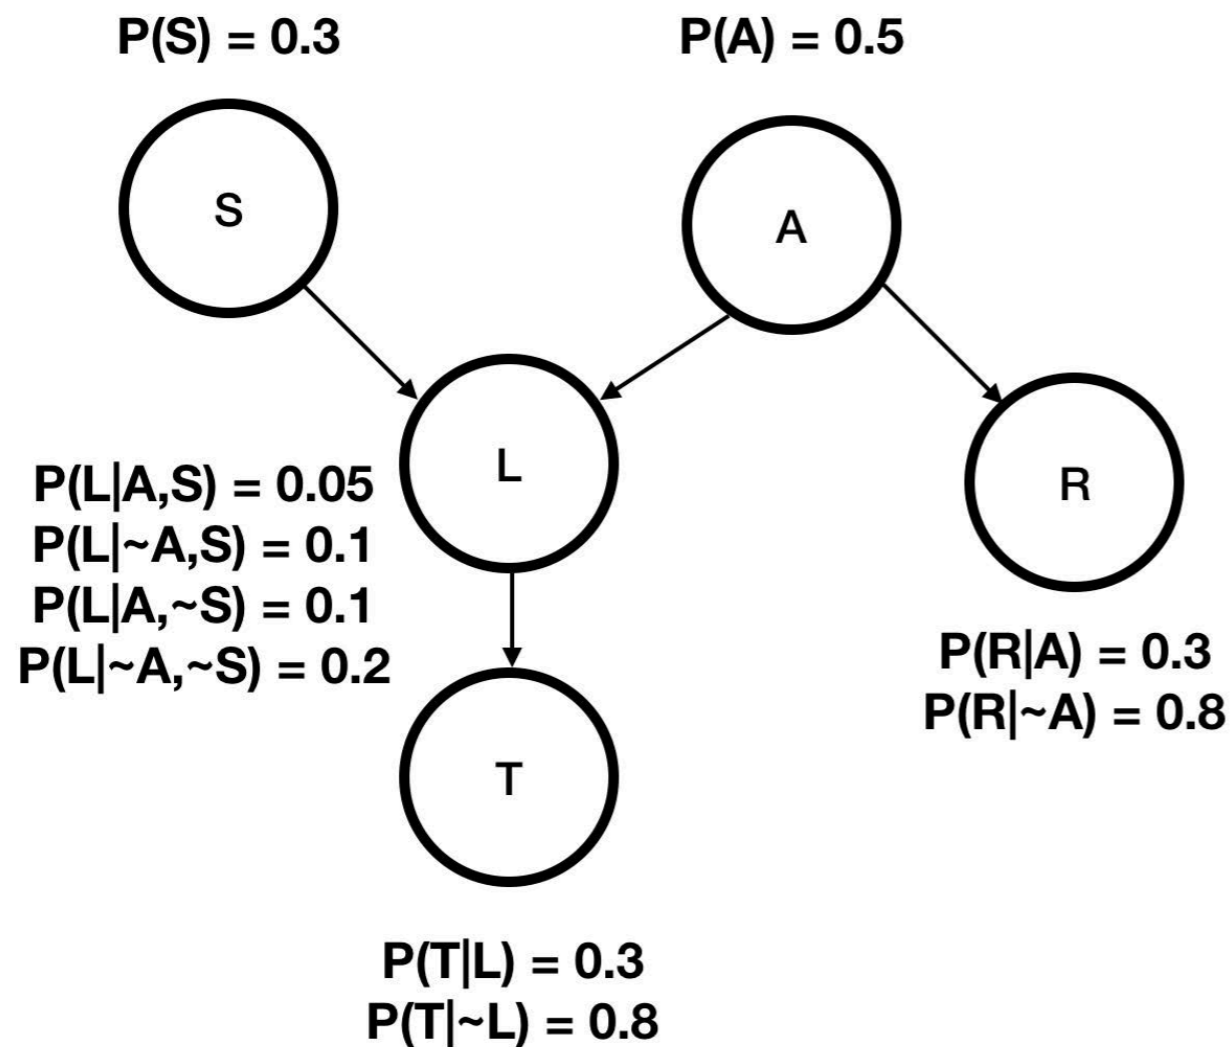 P(S) = 0.3
P(A) = 0.5
S
A
L
R
P(L|A,S) = 0.05
P(L|~A,S) = 0.1
P(L|A,~S) = 0.1
P(L|~A,~S) = 0.2
P(R|A) = 0.3
P(R|~A) = 0.8
T
P(T|L) = 0.3
P(T|~L) = 0.8